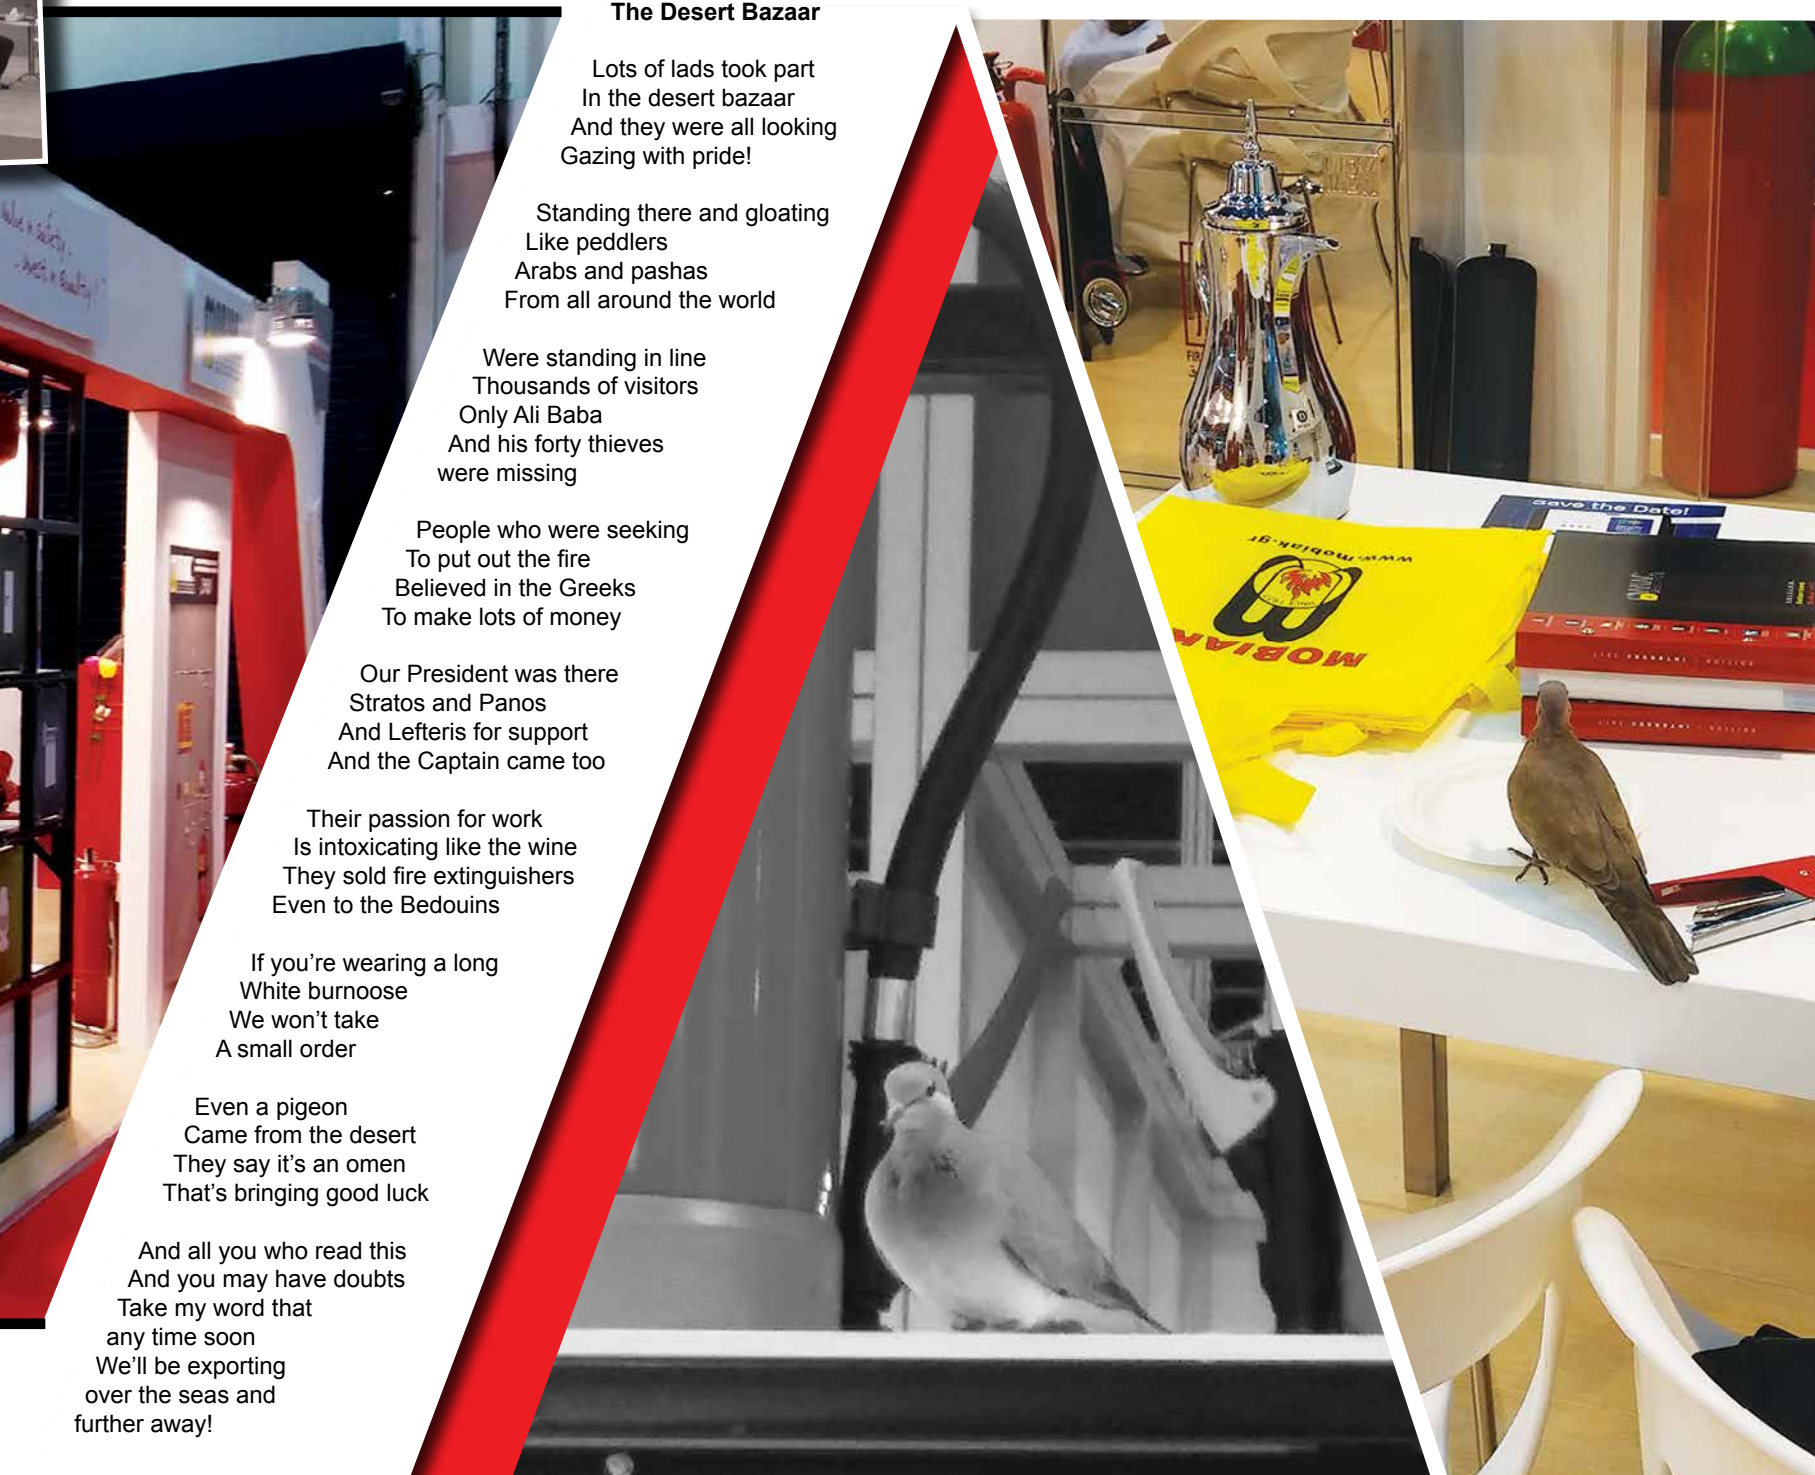 The Desert Bazaar
Lots of lads took part
In the desert bazaar
And they were all looking
Gazing with pride!
Standing there and gloating
Like peddlers
Arabs and pashas
From all around the world
Were standing in line
Thousands of visitors
Only Ali Baba
And his forty thieves
were missing
People who were seeking
To put out the fire
Believed in the Greeks
To make lots of money
Our President was there
Stratos and Panos
And Lefteris for support
And the Captain came too
Their passion for work
Is intoxicating like the wine
They sold fire extinguishers
Even to the Bedouins
If you're wearing a long
White burnoose
We won't take
A small order
Even a pigeon
Came from the desert
They say it's an omen
That's bringing good luck
And all you who read this
And you may have doubts
Take my word that
any time soon
We'll be exporting
over the seas and
further away!
save the Date!
www.mobiak.gr
MOBIAK